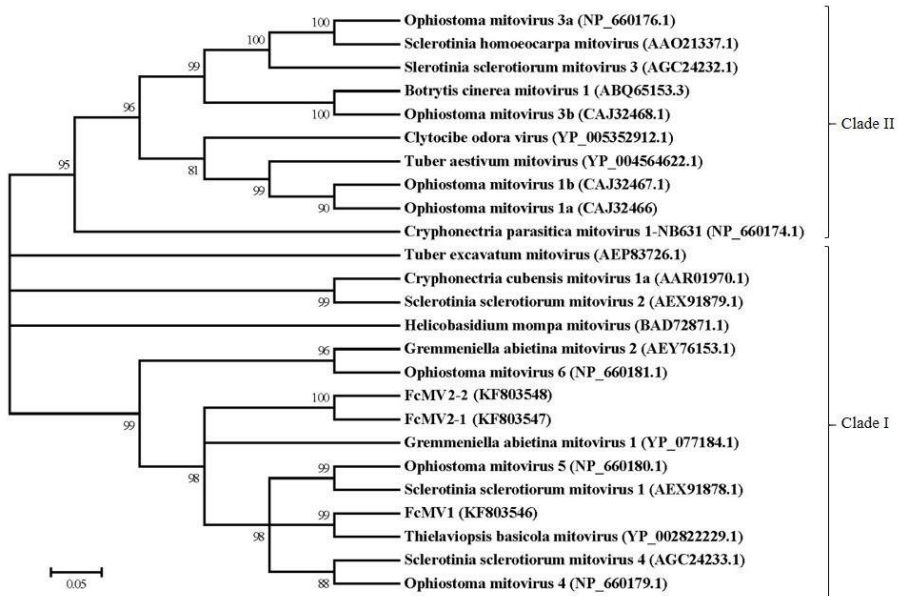 100
Ophiostoma mitovirus 3a (NP_660176.1)
100
Sclerotinia homoeocarpa mitovirus (AAO21337.1)
99
Slerotinia sclerotiorum mitovirus 3 (AGC24232.1)
Botrytis cinerea mitovirus 1 (ABQ65153.3)
96
100
Ophiostoma mitovirus 3b (CAJ32468.1)
Clade II
Clytocibe odora virus (YP_005352912.1)
95
81
Tuber aestivum mitovirus (YP_004564622.1)
99
Ophiostoma mitovirus 1b (CAJ32467.1)
90
Ophiostoma mitovirus 1a (CAJ32466)
Cryphonectria parasitica mitovirus 1-NB631 (NP_660174.1)
Tuber excavatum mitovirus (AEP83726.1)
Cryphonectria cubensis mitovirus 1a (AAR01970.1)
99
Sclerotinia sclerotiorum mitovirus 2 (AEX91879.1)
Helicobasidium mompa mitovirus (BAD72871.1)
96
Gremmeniella abietina mitovirus 2 (AEY76153.1)
Ophiostoma mitovirus 6 (NP_660181.1)
100
FcMV2-2 (KF803548)
99
FcMV2-1 (KF803547)
Clade I
Gremmeniella abietina mitovirus 1 (YP_077184.1)
98
99
Ophiostoma mitovirus 5 (NP_660180.1)
Sclerotinia sclerotiorum mitovirus 1 (AEX91878.1)
99
FcMV1 (KF803546)
98
Thielaviopsis basicola mitovirus (YP_002822229.1)
Sclerotinia sclerotiorum mitovirus 4 (AGC24233.1)
88
Ophiostoma mitovirus 4 (NP_660179.1)
0.05